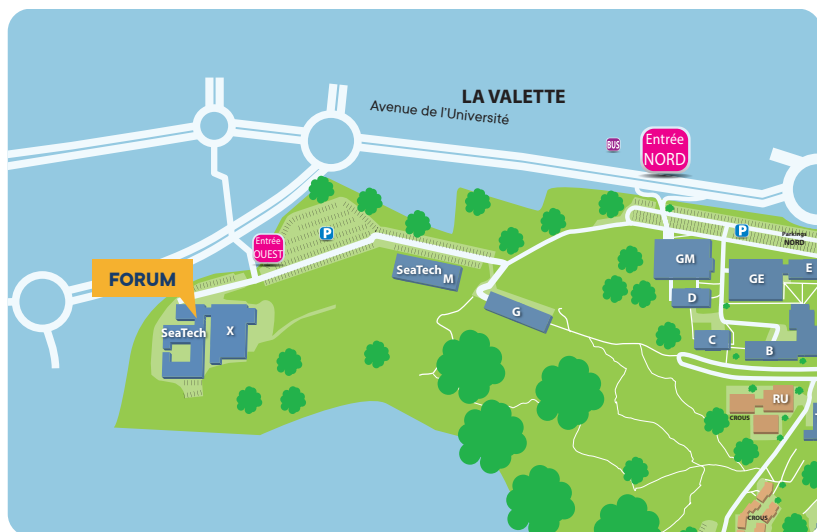 LA VALETTE
Avenue de l'Université
BUS
Entrée
NORD
Entrée
OUEST
P
P
Parkings
NORD
FORUM
SeaTech
M
GM
GE
E
D
G
SeaTech
X
C
B
RU
CROUS
CROUS